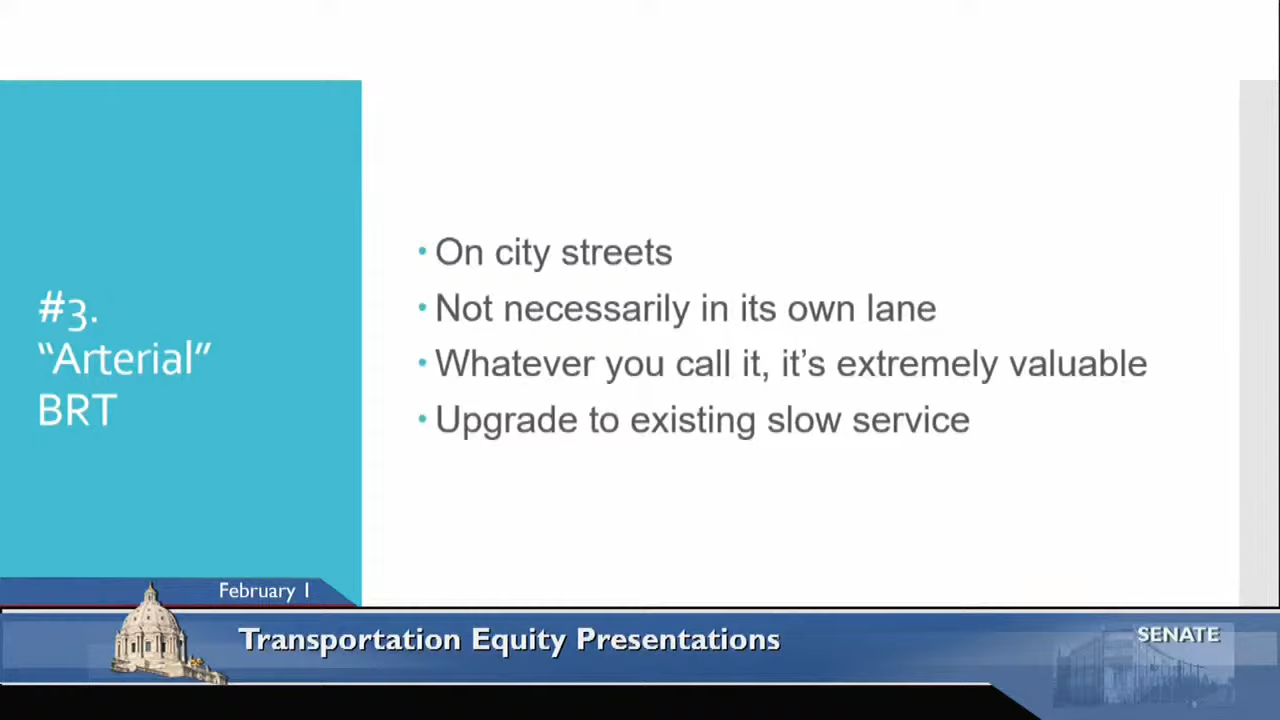 #3.
“Arterial”
BRT
• On city streets
• Not necessarily in its own lane
• Whatever you call it, it’s extremely valuable
• Upgrade to existing slow service
February 1
Transportation Equity Presentations
SENATE